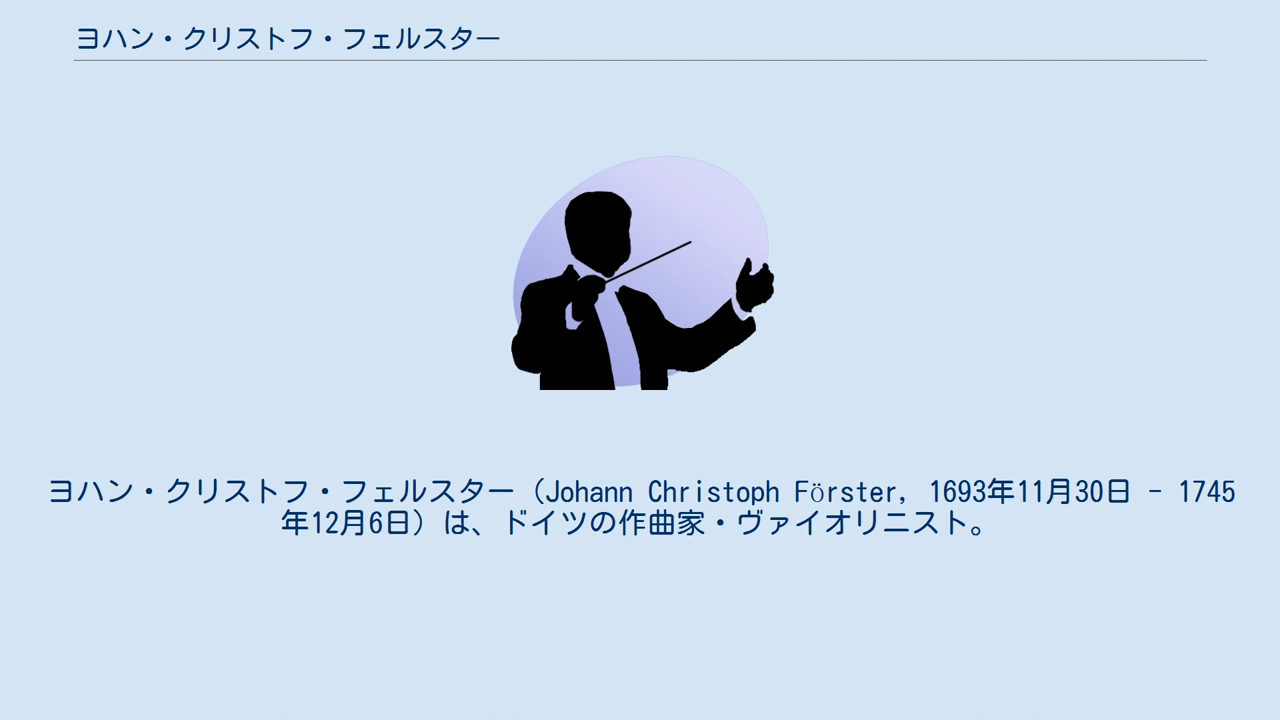 ヨハン・クリストフ・フェルスター
ヨハン・クリストフ・フェルスター（Johann Christoph Förster, 1693年11月30日 - 1745
年12月6日）は、ドイツの作曲家・ヴァイオリニスト。